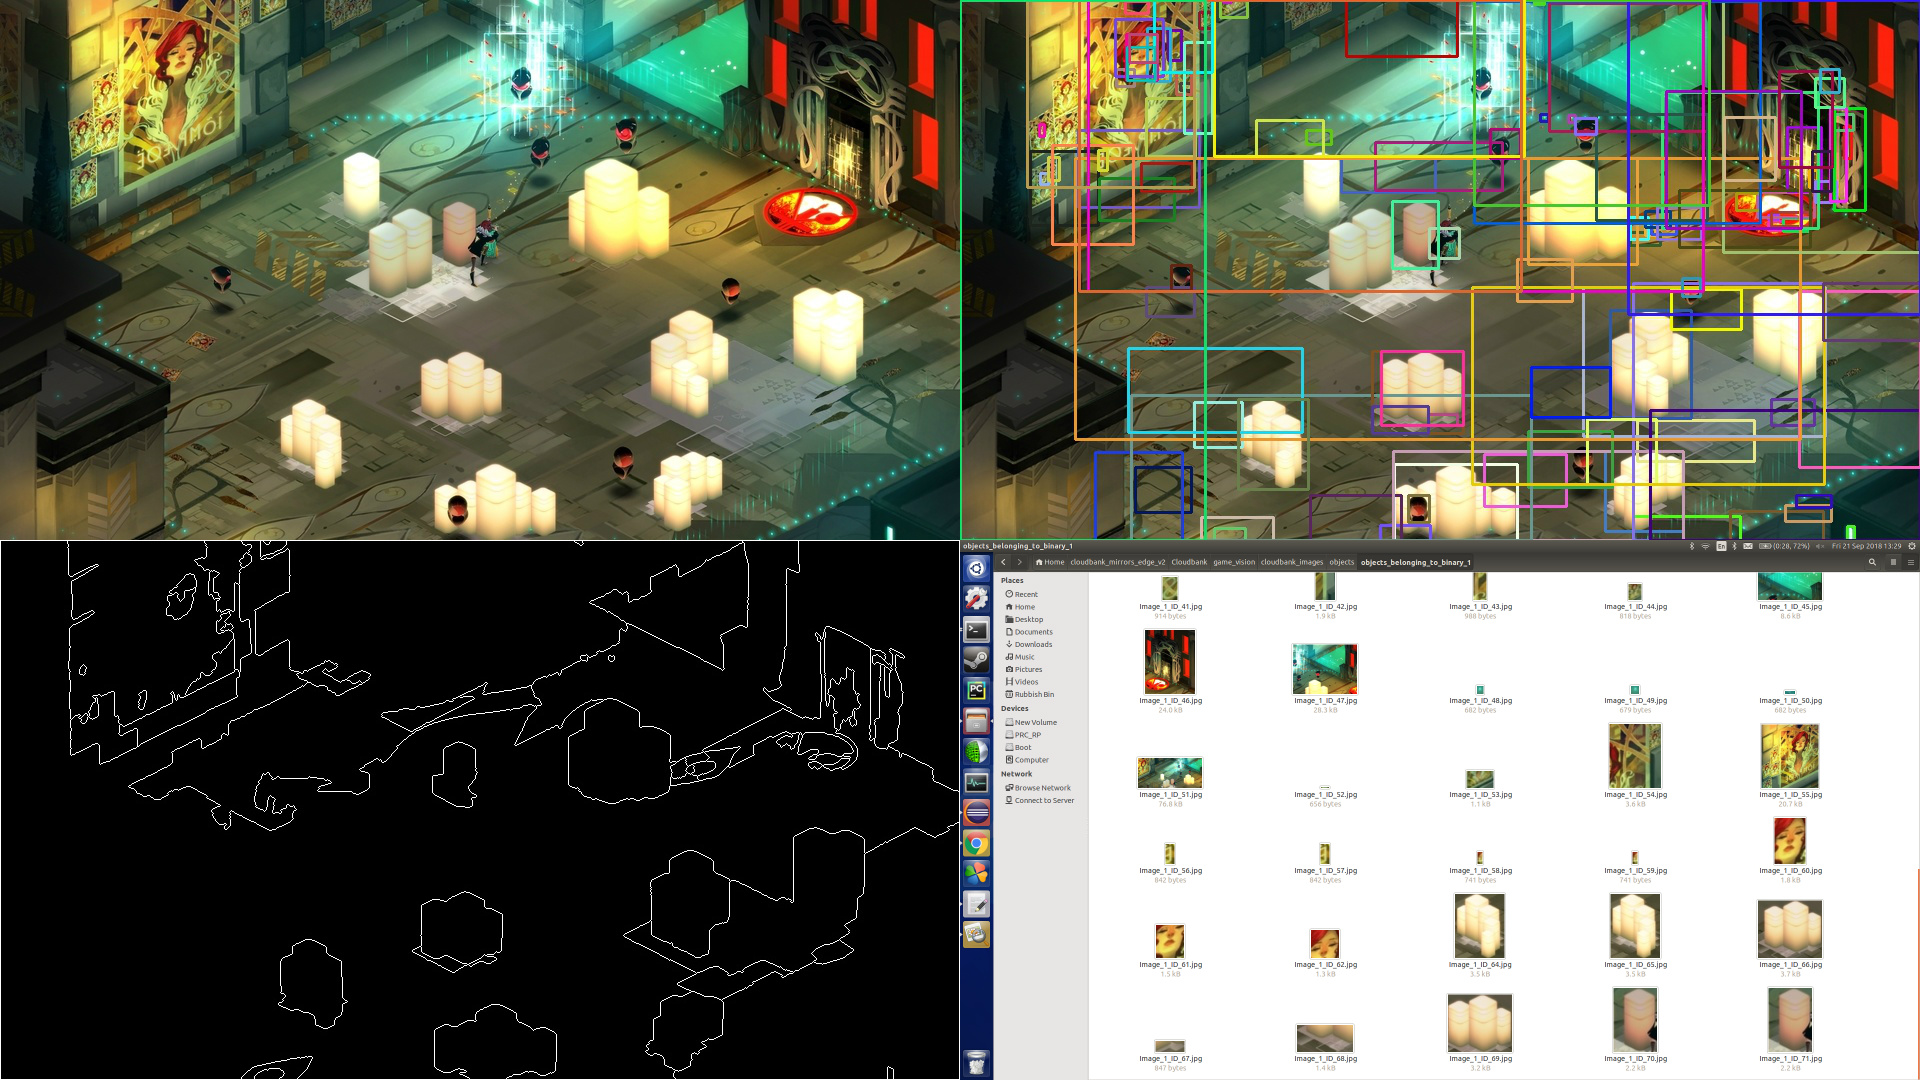 objects_belonging_to_binary_1
En
(0:28, 72%)
Fri 21 Sep 2018 13:29
Home cloudbank_mirrors_edge_v2 Cloudbank game_vision cloudbank_images objects objects_belonging_to_binary_1
Places
Recent
Home
Desktop
Documents
Downloads
Music
Pictures
Videos
Rubbish Bin
Devices
New Volume
PRC_RP
Boot
Computer
Network
Browse Network
Connect to Server
Image_1_ID_41.jpg Image_1_ID_42.jpg Image_1_ID_43.jpg Image_1_ID_44.jpg Image_1_ID_45.jpg
914 bytes 1.9 kB 988 bytes 818 bytes 8.6 kB
Image_1_ID_46.jpg Image_1_ID_47.jpg Image_1_ID_48.jpg Image_1_ID_49.jpg Image_1_ID_50.jpg
24.0 kB 28.3 kB 682 bytes 679 bytes 682 bytes
Image_1_ID_51.jpg Image_1_ID_52.jpg Image_1_ID_53.jpg Image_1_ID_54.jpg Image_1_ID_55.jpg
76.8 kB 656 bytes 1.1 kB 3.6 kB 20.7 kB
Image_1_ID_56.jpg Image_1_ID_57.jpg Image_1_ID_58.jpg Image_1_ID_59.jpg Image_1_ID_60.jpg
842 bytes 842 bytes 741 bytes 741 bytes 1.8 kB
Image_1_ID_61.jpg Image_1_ID_62.jpg Image_1_ID_64.jpg Image_1_ID_65.jpg Image_1_ID_66.jpg
1.5 kB 1.3 kB 3.5 kB 3.5 kB 3.7 kB
Image_1_ID_67.jpg Image_1_ID_68.jpg Image_1_ID_69.jpg Image_1_ID_70.jpg Image_1_ID_71.jpg
847 bytes 1.4 kB 3.2 kB 2.2 kB 2.2 kB